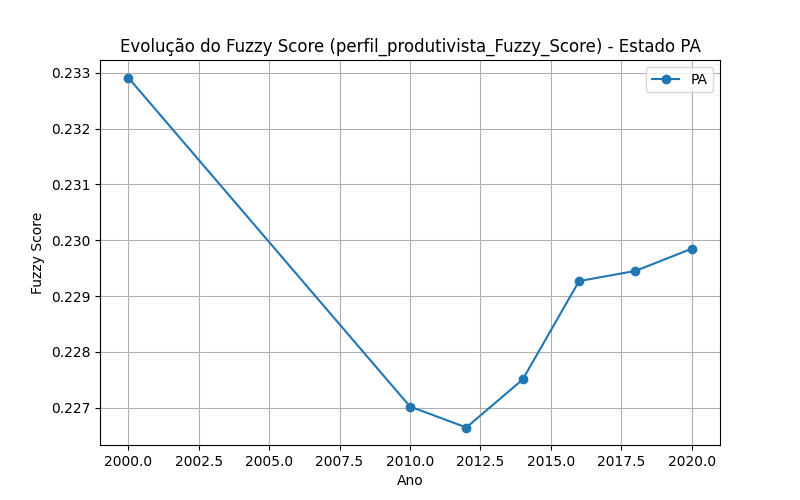 Evolução do Fuzzy Score (perfil_produtivista_Fuzzy_Score) - Estado PA
PA
0.233
0.232
0.231
0.230
0.229
0.228
0.227
Fuzzy Score
2000.0 2002.5 2005.0 2007.5 2010.0 2012.5 2015.0 2017.5 2020.0
Ano